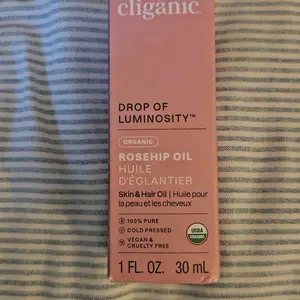 cliganic™
DROP OF
LUMINOSITY™
ORGANIC
ROSEHIP OIL
HUILE
D'ÉGLANTIER
Skin & Hair Oil | Huile pour
la peau et les cheveux
100% PURE
COLD PRESSED
VEGAN &
CRUELTY FREE
USDA
ORGANIC
1 FL. OZ. 30 mL